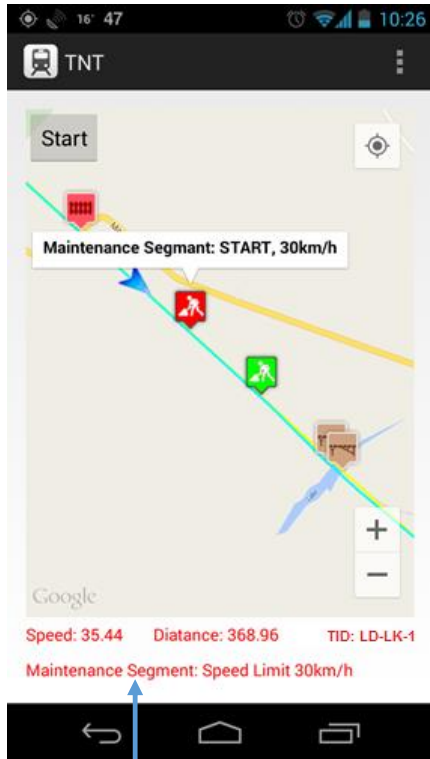 16° 47 10:26
TNT
Start
Maintenance Segmant: START, 30km/h
Google
Speed: 35.44 Diatance: 368.96 TID: LD-LK-1
Maintenance Segment: Speed Limit 30km/h